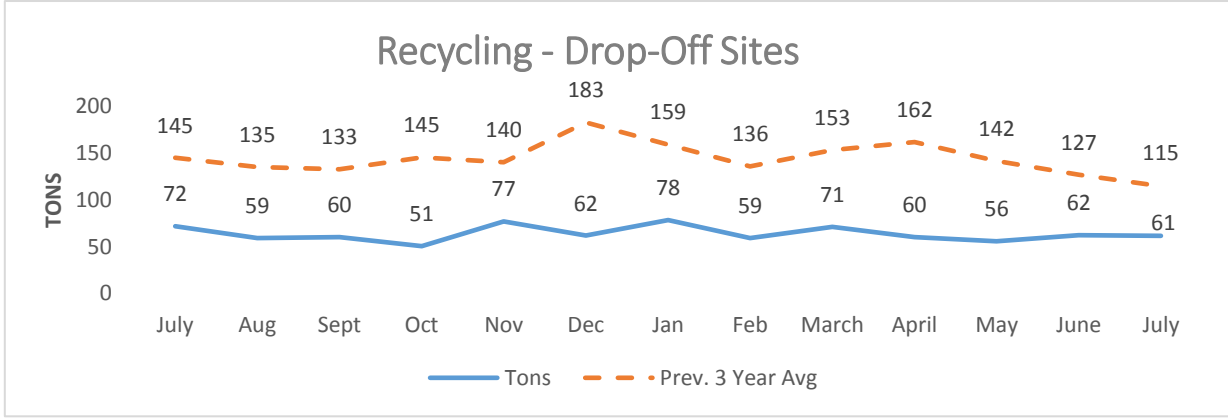 Recycling - Drop-Off Sites
200
150
100
50
0
TONS
145 135 133 145 140 183 159 136 153 162 142 127 115
72 59 60 51 77 62 78 59 71 60 56 62 61
July Aug Sept Oct Nov Dec Jan Feb March April May June July
Tons Prev. 3 Year Avg